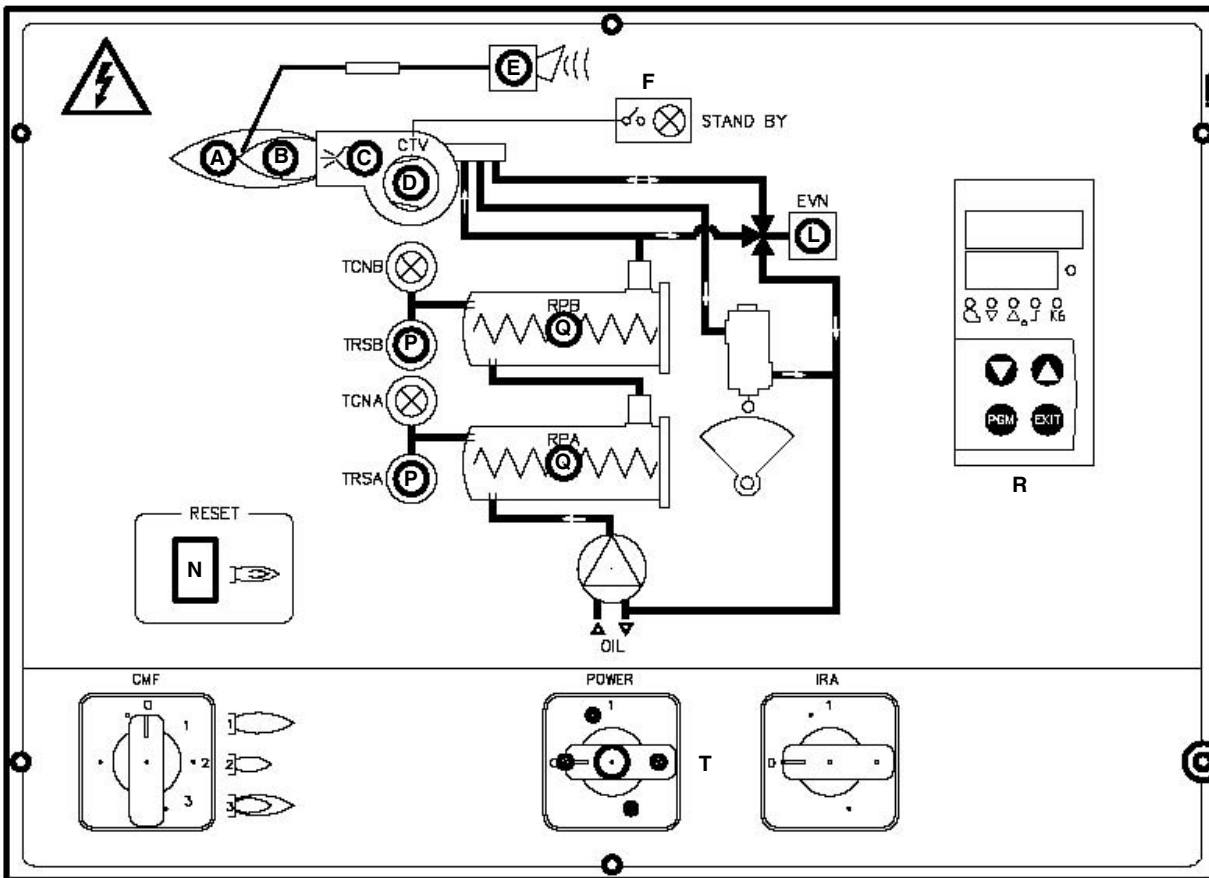 E
F
STAND BY
A
B
C
CTV
D
EVN
L
TCNB
RPB
Q
TRSB
P
TCNA
RPA
Q
TRSA
P
KG
PGM
EXIT
R
RESET
N
OIL
CMF
0
1
2
3
1
2
3
POWER
1
0
T
IRA
1
0